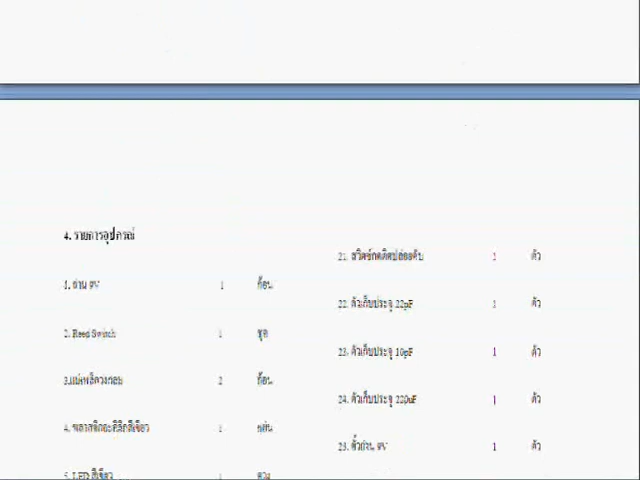 4. รายการอุปกรณ์
1. ถ่าน 9V 1 ก้อน
2. Reed Switch 1 ชุด
3.แม่เหล็กวงกลม 2 ก้อน
4. พลาสติกอะคิลิกสีเขียว 1 แผ่น
5. LED สีเขียว 1 ดวง
21. สวิตช์กดติดปล่อยดับ 1 ตัว
22. ตัวเก็บประจุ 22pF 1 ตัว
23. ตัวเก็บประจุ 10pF 1 ตัว
24. ตัวเก็บประจุ 220uF 1 ตัว
25. ขั้วถ่าน 9V 1 ตัว